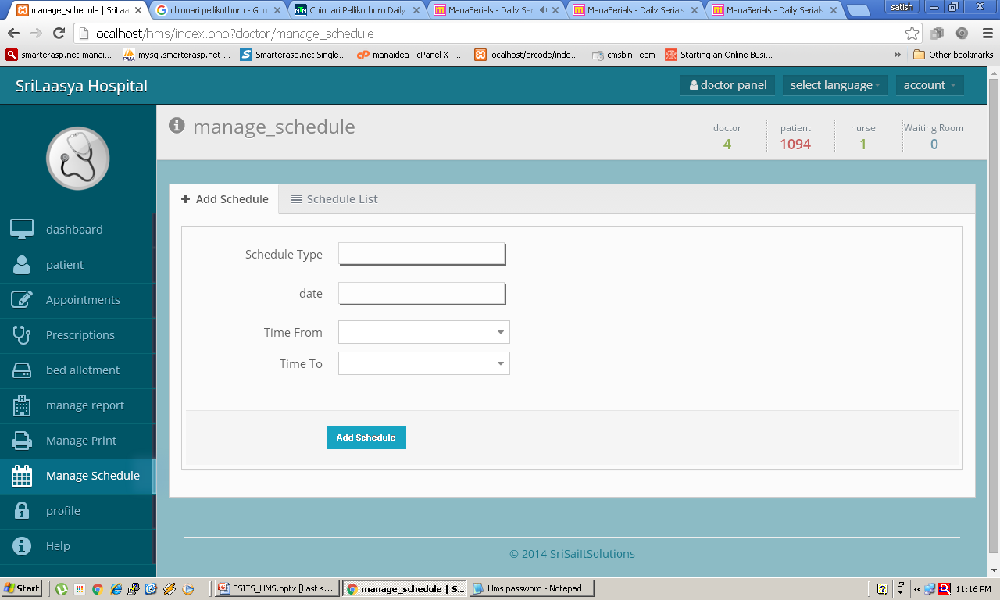 manage_schedule | SriLaa
chinnari pellikuthuru - Goo
Chinnari Pellikuthuru Daily
ManaSerials - Daily Ser
ManaSerials - Daily Serials
ManaSerials - Daily Serials
satish
localhost/hms/index.php?doctor/manage_schedule
smarterasp.net-manai...
mysql.smarterasp.net ...
Smarterasp.net Single...
manajsea - cPanel X - ...
localhost/qrcode/inde...
cmsbin Team
Starting an Online Busi...
»
Other bookmarks
SriLaasya Hospital
doctor panel
select language
account
manage_schedule
doctor
patient
nurse
Waiting Room
4
1094
1
0
Add Schedule
Schedule List
dashboard
patient
Appointments
Prescriptions
bed allotment
manage report
Manage Print
Manage Schedule
profile
Help
Schedule Type
date
Time From
Time To
Add Schedule
© 2014 SriSaiItSolutions
Start
SSITS_HMS.pptx [Last s...
manage_schedule | S...
Hms password - Notepad
11:16 PM